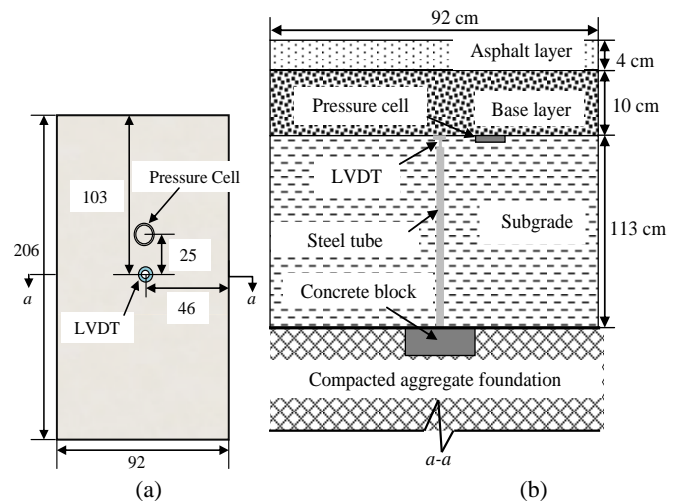 103
Pressure Cell
206
25
a
a
46
LVDT
92
(a)
92 cm
Asphalt layer
4 cm
Pressure cell
Base layer
10 cm
LVDT
Subgrade
113 cm
Steel tube
Concrete block
Compacted aggregate foundation
a-a
(b)